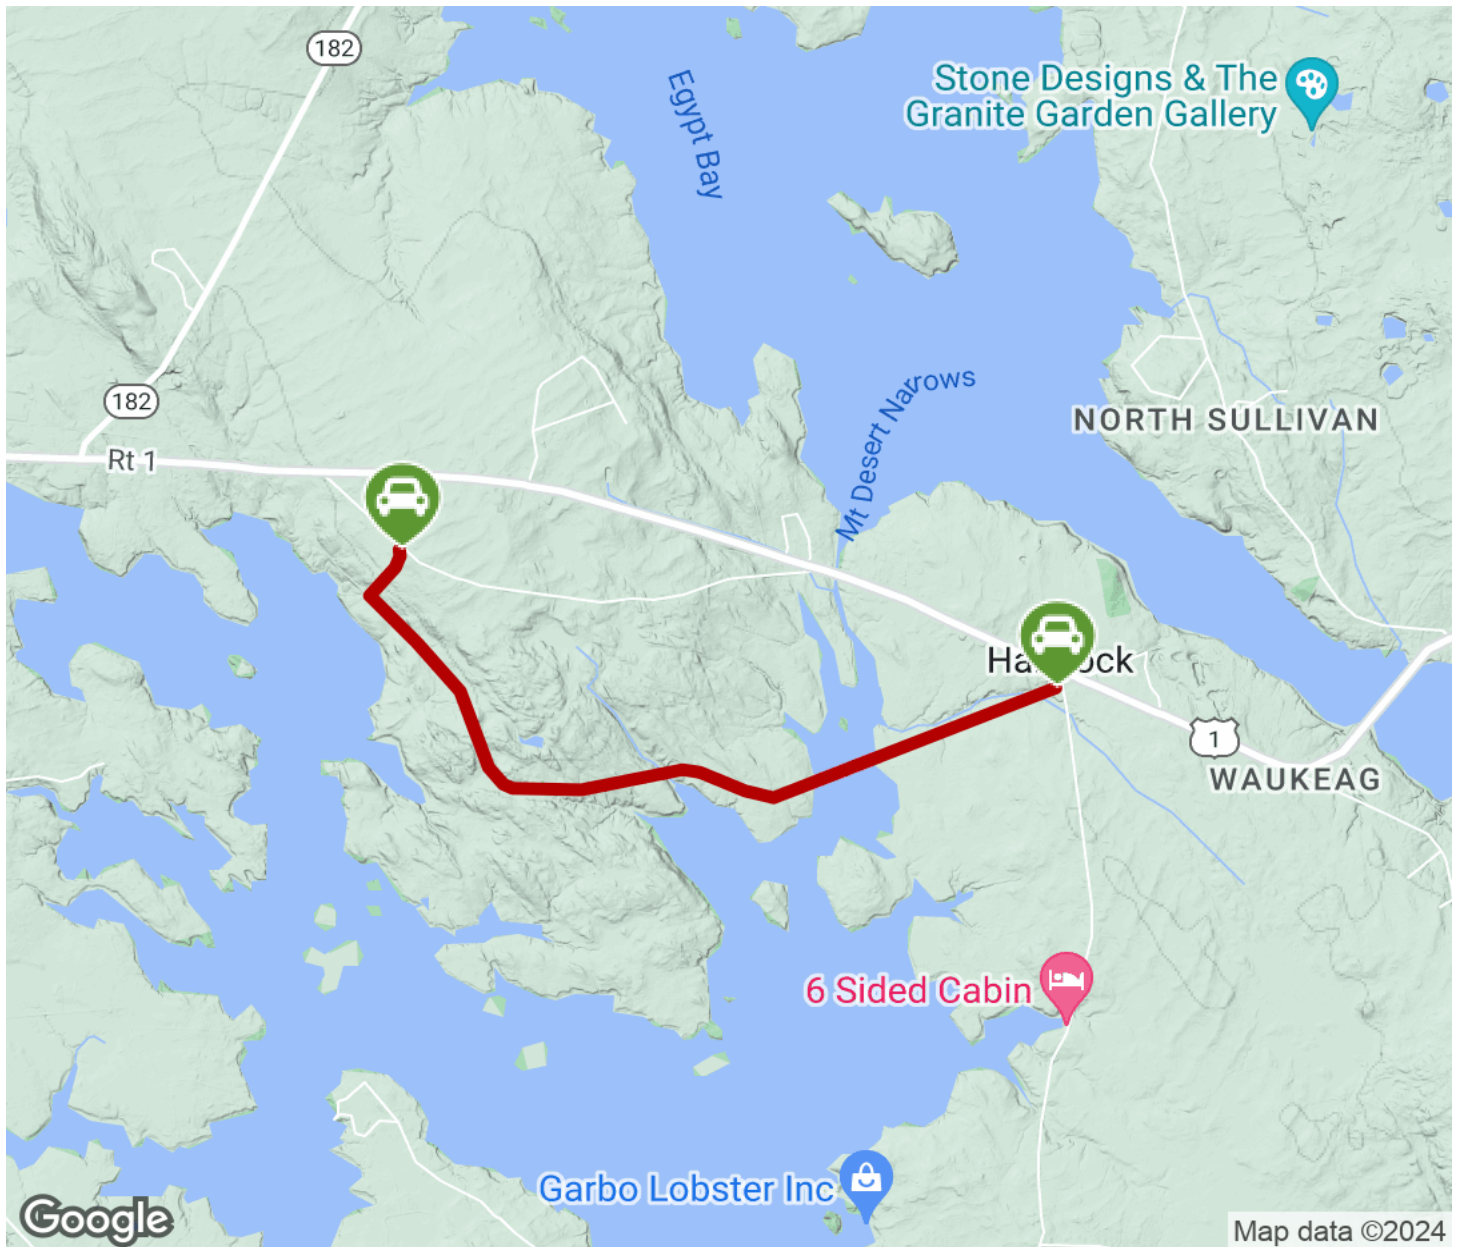 182
Egypt Bay
Stone Designs & The
Granite Garden Gallery
Mt Desert Narrows
182
NORTH SULLIVAN
Rt 1
1
WAUKEAG
6 Sided Cabin
Garbo Lobster Inc
Google
Map data ©2024